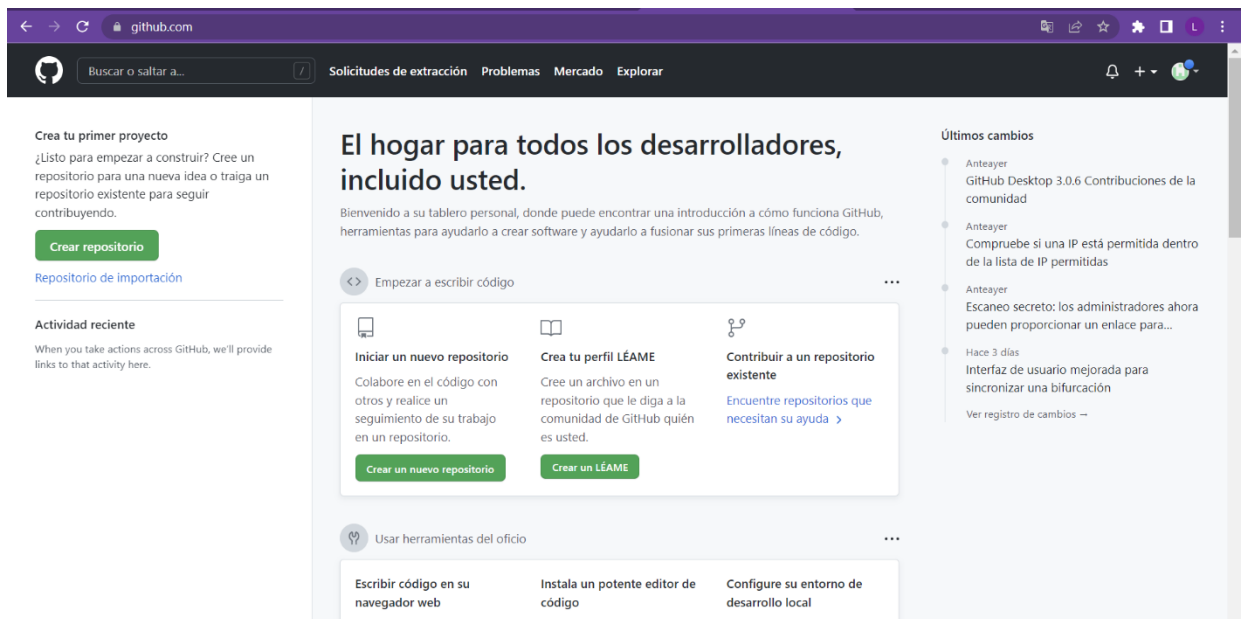 github.com
L
Buscar o saltar a...
/
Solicitudes de extracción Problemas Mercado Explorar
Crea tu primer proyecto
¿Listo para empezar a construir? Cree un
repositorio para una nueva idea o traiga un
repositorio existente para seguir
contribuyendo.
Crear repositorio
Repositorio de importación
Actividad reciente
When you take actions across GitHub, we'll provide
links to that activity here.
El hogar para todos los desarrolladores,
incluido usted.
Bienvenido a su tablero personal, donde puede encontrar una introducción a cómo funciona GitHub,
herramientas para ayudarlo a crear software y ayudarlo a fusionar sus primeras líneas de código.
Empezar a escribir código
Iniciar un nuevo repositorio
Colabore en el código con
otros y realice un
seguimiento de su trabajo
en un repositorio.
Crear un nuevo repositorio
Crea tu perfil LÉAME
Cree un archivo en un
repositorio que le diga a la
comunidad de GitHub quién
es usted.
Crear un LÉAME
Contribuir a un repositorio
existente
Encuentre repositorios que
necesitan su ayuda >
Usar herramientas del oficio
Escribir código en su
navegador web
Instala un potente editor de
código
Configure su entorno de
desarrollo local
Últimos cambios
Anteayer
GitHub Desktop 3.0.6 Contribuciones de la
comunidad
Anteayer
Compruebe si una IP está permitida dentro
de la lista de IP permitidas
Anteayer
Escaneo secreto: los administradores ahora
pueden proporcionar un enlace para...
Hace 3 días
Interfaz de usuario mejorada para
sincronizar una bifurcación
Ver registro de cambios →